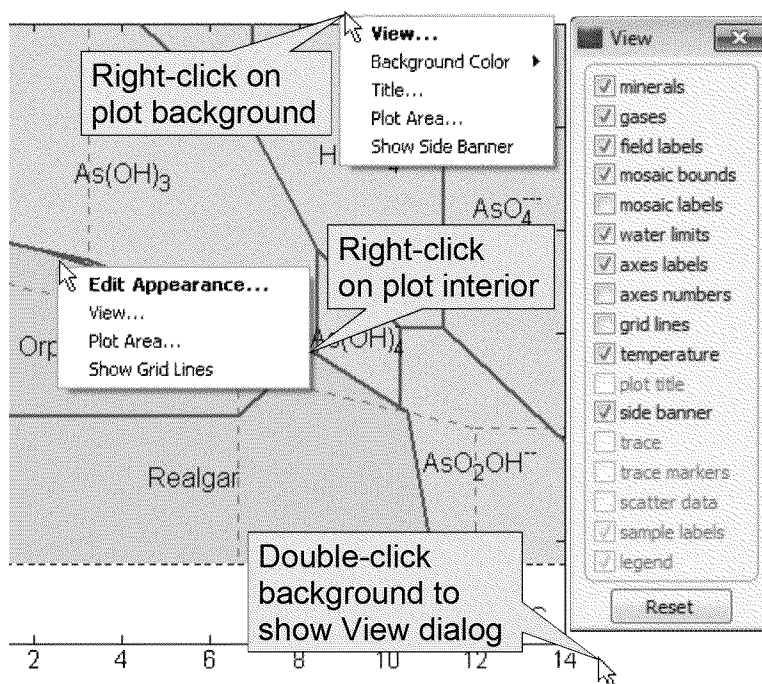 Right-click on
plot background
View...
Background Color
Title...
Plot Area...
Show Side Banner
As(OH)3
H
4
AsO4---
Right-click
on plot interior
Edit Appearance...
View...
Plot Area...
Show Grid Lines
Orp
As(OH)4-
Realgar
AsO2OH--
Double-click
background to
show View dialog
2 4 6 8 10 12 14
View
minerals
gases
field labels
mosaic bounds
mosaic labels
water limits
axes labels
axes numbers
grid lines
temperature
plot title
side banner
trace
trace markers
scatter data
sample labels
legend
Reset